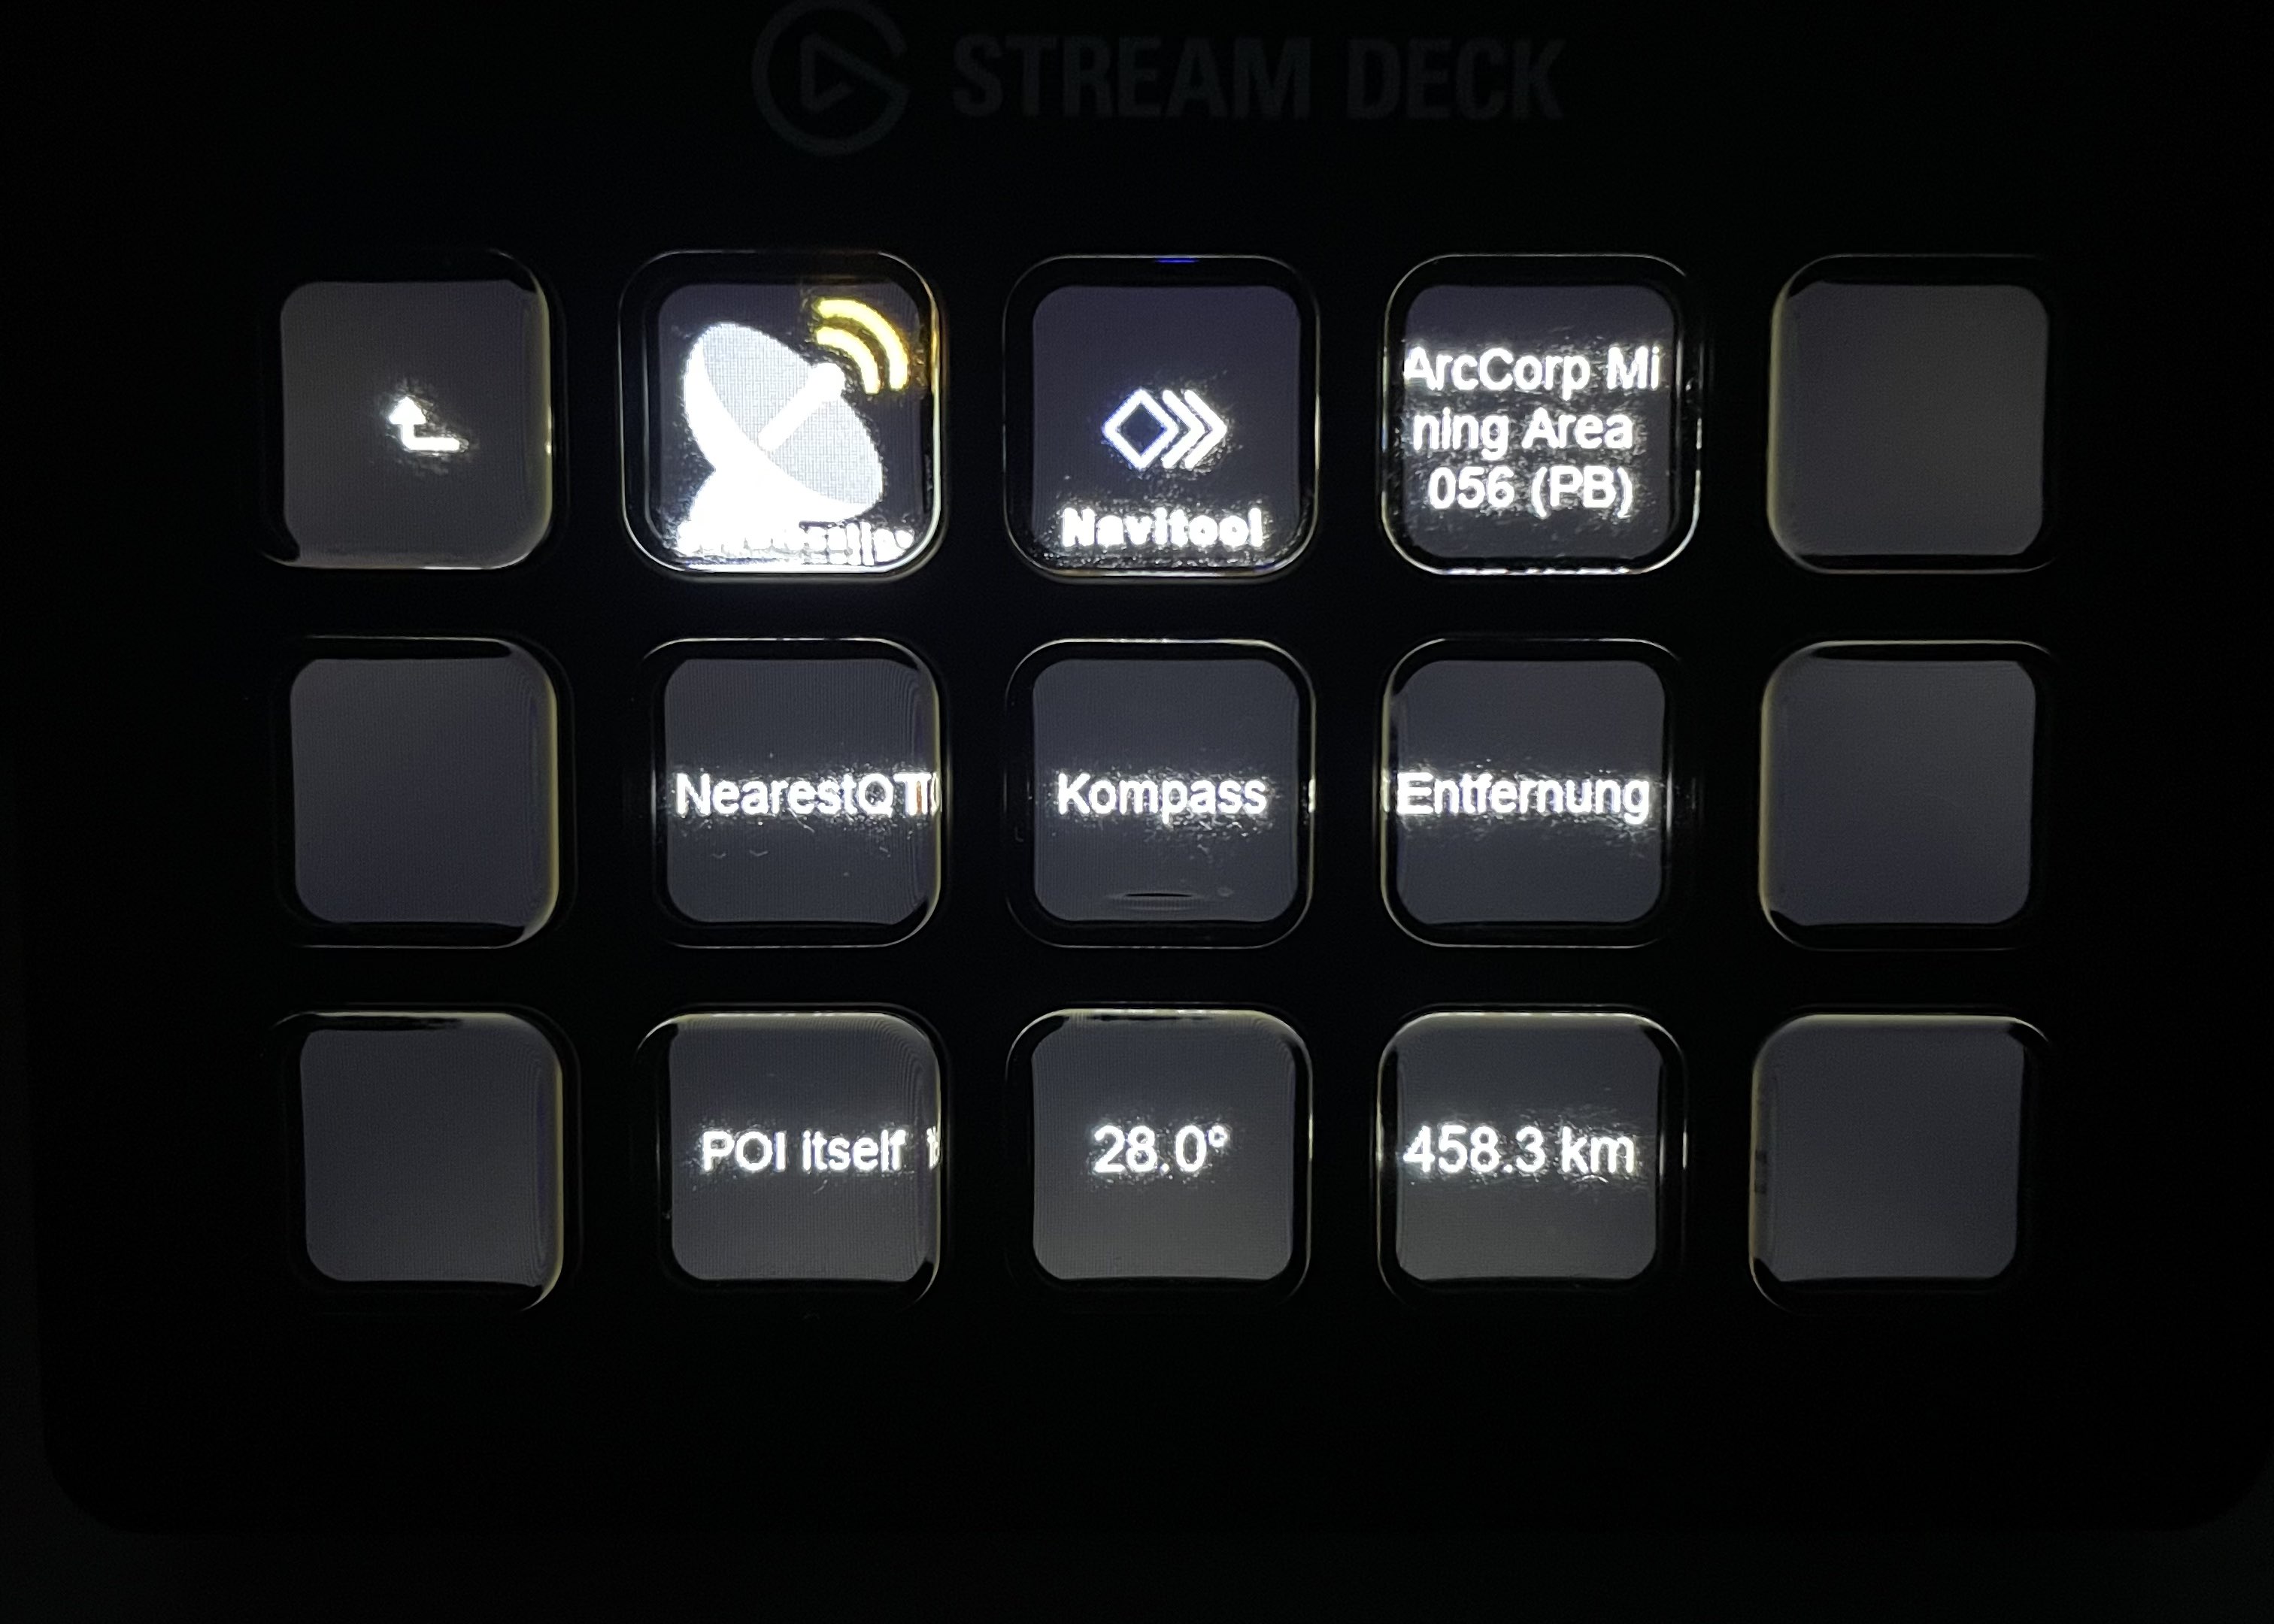 STREAM DECK
Navitool
ArcCorp Mi
ning Area
056 (PB)
NearestQT
Kompass
Entfernung
POI itself
28.0°
458.3 km